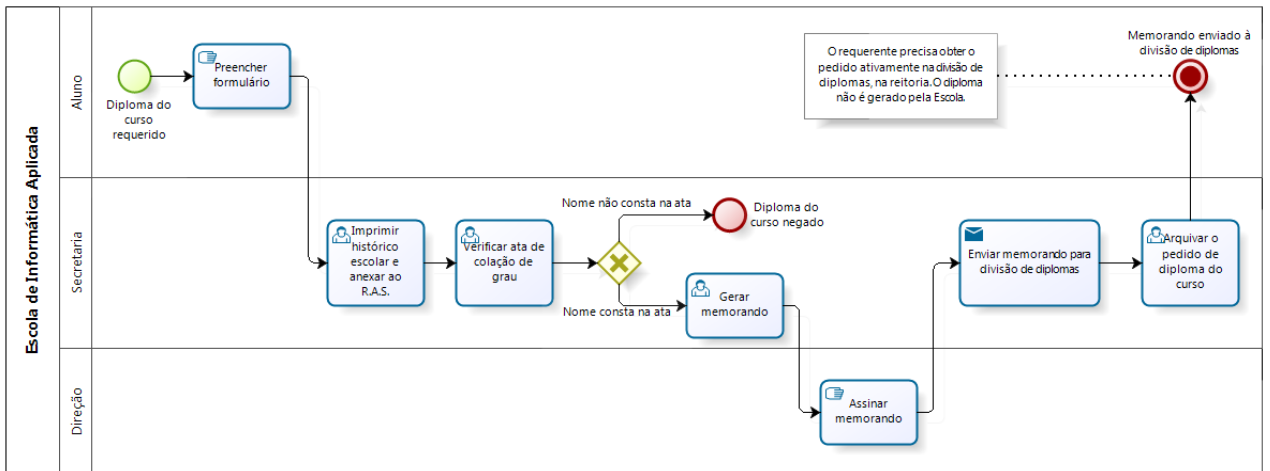 Escola de Informática Aplicada
Aluno
Diploma do
curso
requerido
Preencher
formulário
O requerente precisa obter o
pedido ativamente na divisão de
diplomas, na reitoria. O diploma
não é gerado pela Escola.
Memorando enviado à
divisão de diplomas
Secretaria
Imprimir
histórico
escolar e
anexar ao
R.A.S.
Verificar ata de
colação de
grau
Nome não consta na ata
Diploma do
curso negado
Nome consta na ata
Gerar
memorando
Enviar memorando para
divisão de diplomas
Arquivar o
pedido de
diploma do
curso
Direção
Assinar
memorando